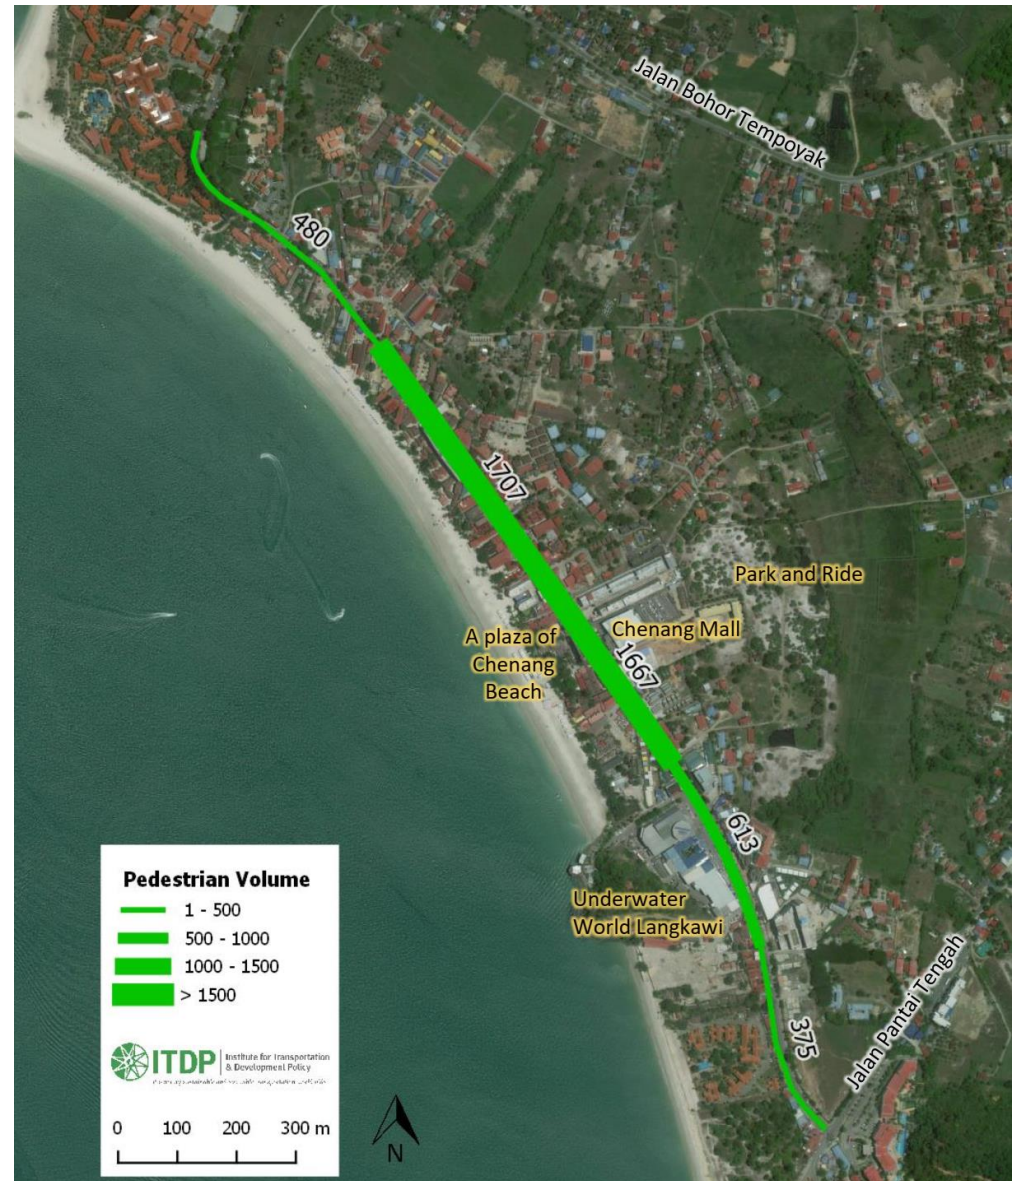 Jalan Bohor Tempoyak
480
1707
Park and Ride
Chenang Mall
A plaza of
Chenang
Beach
1667
613
Underwater
World Langkawi
375
Jalan Pantai Tengah
Pedestrian Volume
1 - 500
500 - 1000
1000 - 1500
> 1500
ITDP
Institute for Transportation
& Development Policy
0 100 200 300 m
N